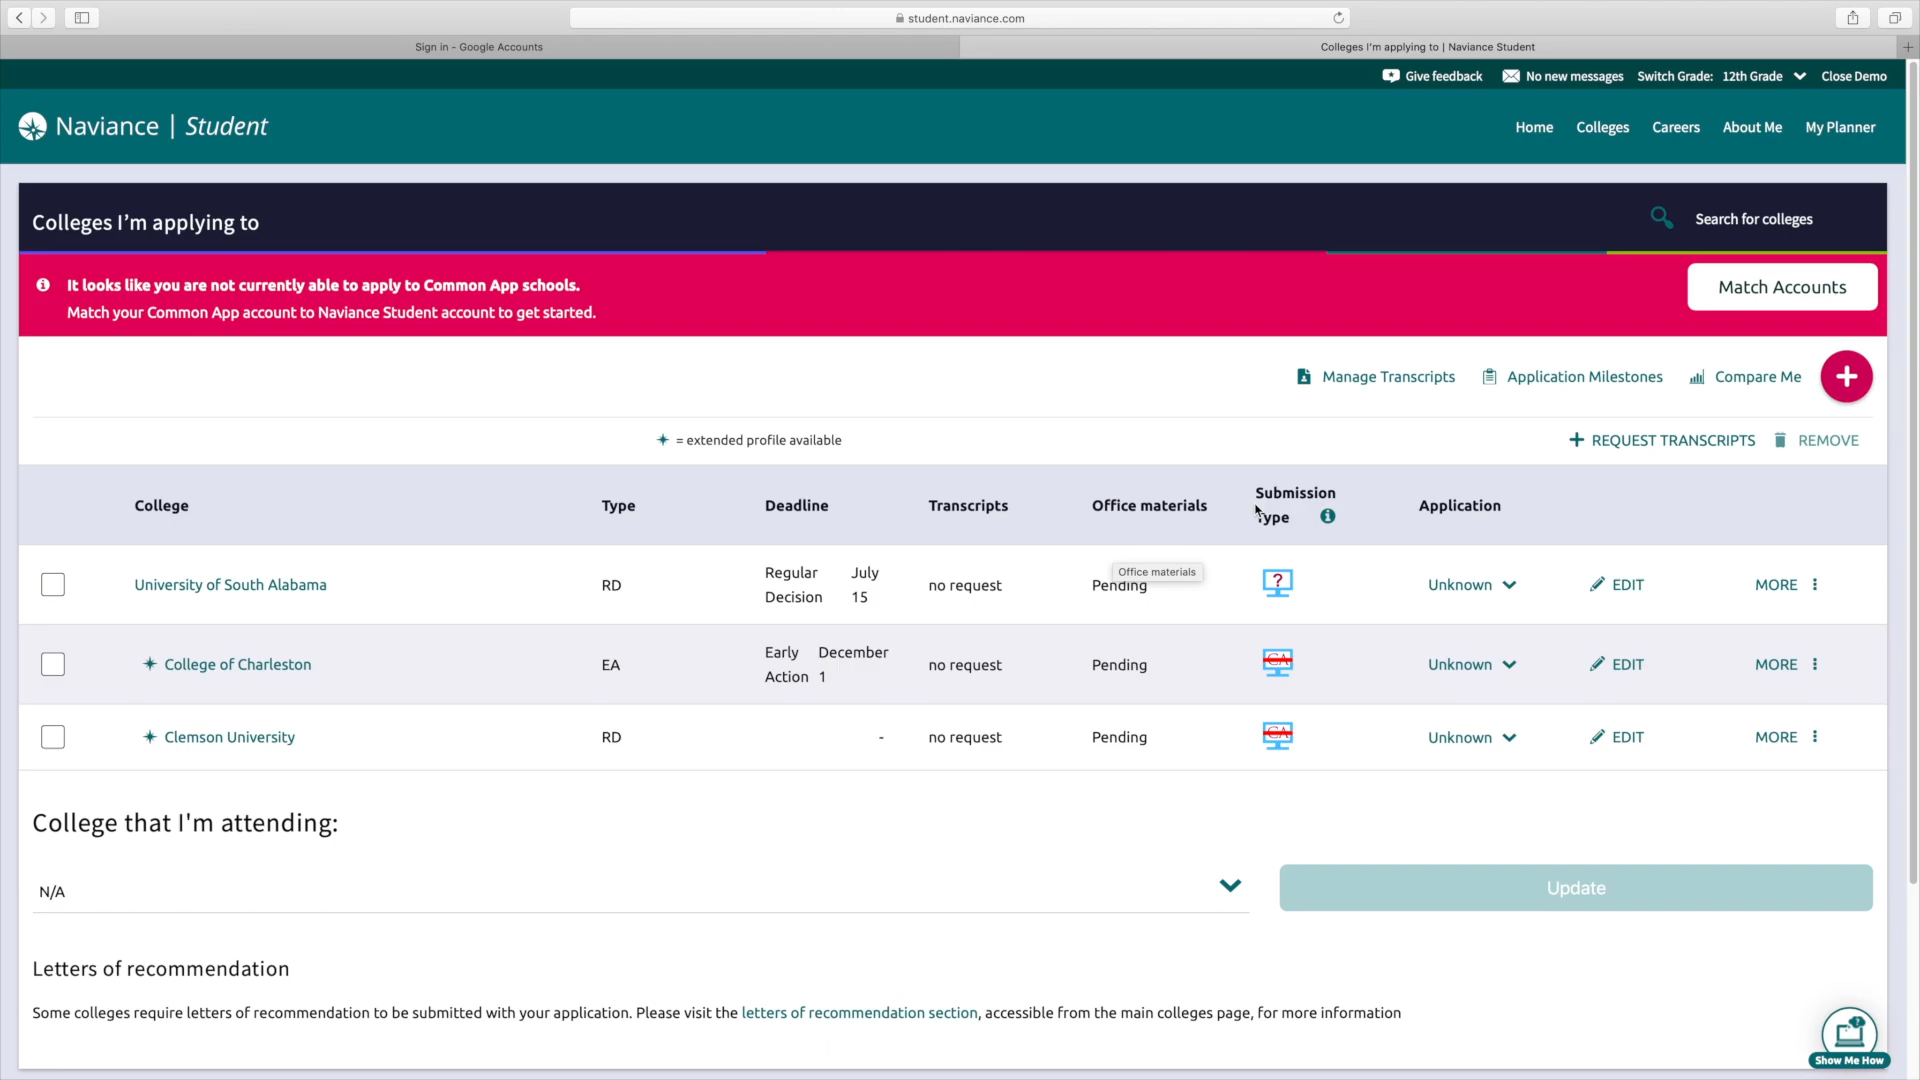 student.naviance.com
Sign in - Google Accounts
Colleges I'm applying to | Naviance Student
Give feedback
No new messages
Switch Grade: 12th Grade
Close Demo
Naviance | Student
Home
Colleges
Careers
About Me
My Planner
Colleges I'm applying to
Search for colleges
It looks like you are not currently able to apply to Common App schools.
Match your Common App account to Naviance Student account to get started.
Match Accounts
Manage Transcripts
Application Milestones
Compare Me
= extended profile available
REQUEST TRANSCRIPTS
REMOVE
College
Type
Deadline
Transcripts
Office materials
Submission
Type
Application
University of South Alabama
RD
Regular
Decision
July
15
no request
Office materials
Pending
?
Unknown
EDIT
MORE
College of Charleston
EA
Early
Action
December
1
no request
Pending
CA
Unknown
EDIT
MORE
Clemson University
RD
-
no request
Pending
CA
Unknown
EDIT
MORE
College that I'm attending:
N/A
Update
Letters of recommendation
Some colleges require letters of recommendation to be submitted with your application. Please visit the letters of recommendation section, accessible from the main colleges page, for more information
Show Me How